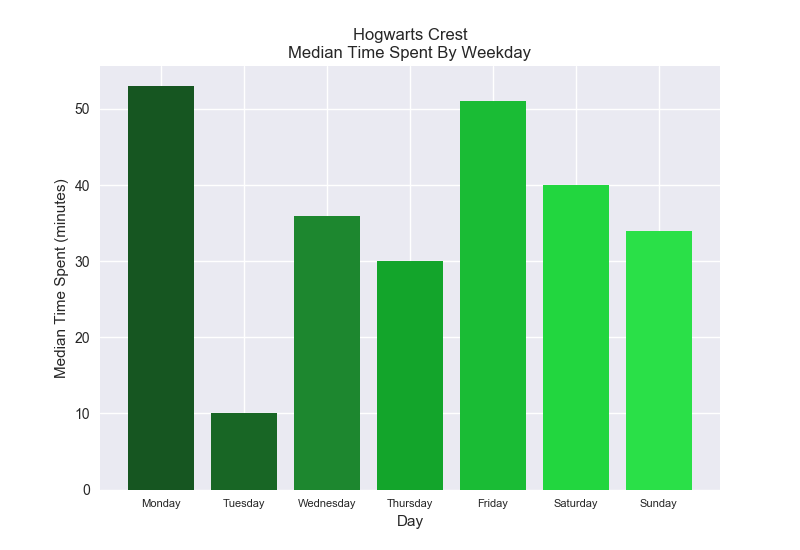 Hogwarts Crest
Median Time Spent By Weekday
Median Time Spent (minutes)
50
40
30
20
10
0
Monday Tuesday Wednesday Thursday Friday Saturday Sunday
Day